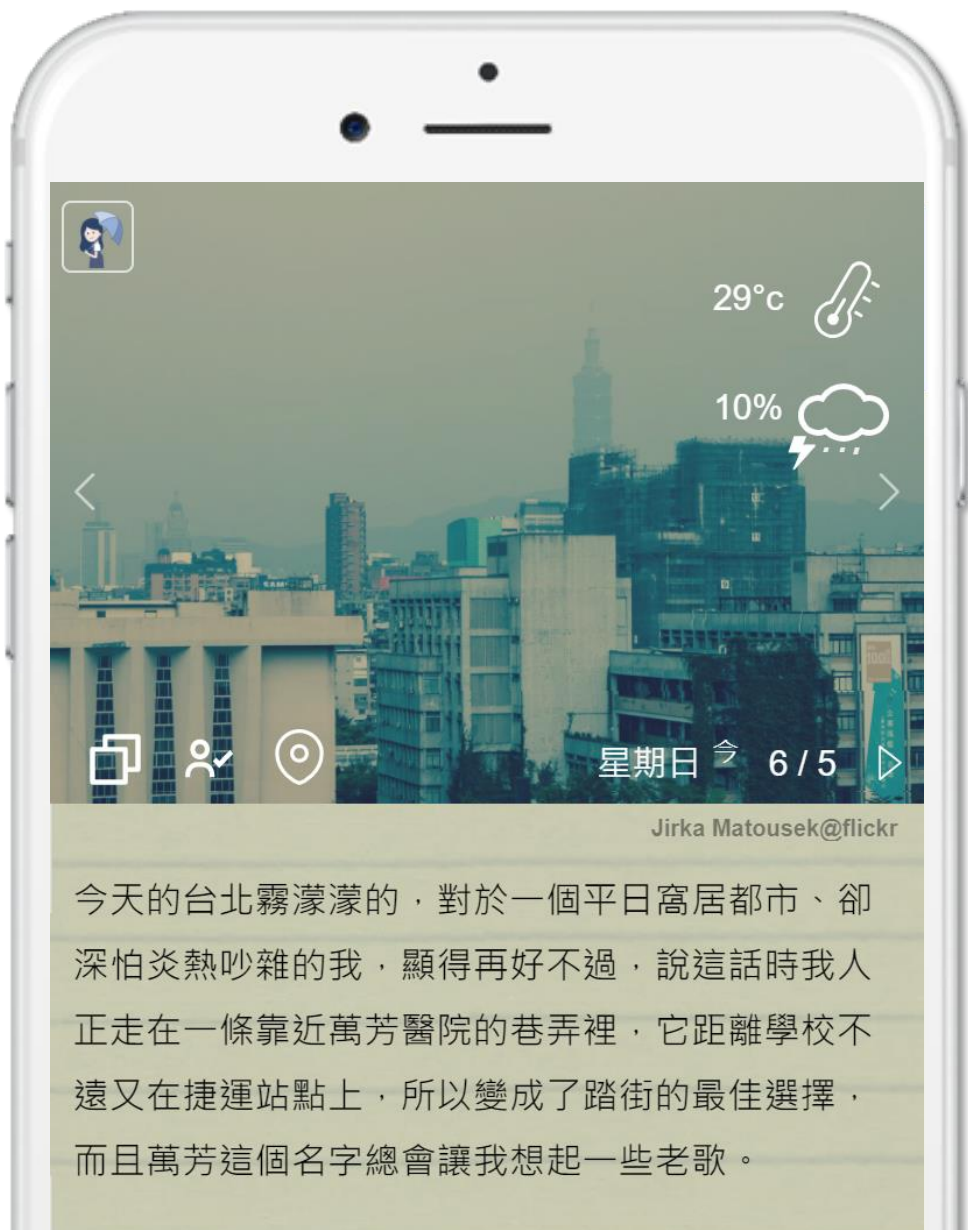 29°c
10%
星期日 今 6 / 5
Jirka Matousek@flickr
今天的台北霧濛濛的，對於一個平日窩居都市、卻
深怕炎熱吵雜的我，顯得再好不過，說這話時我人
正走在一條靠近萬芳醫院的巷弄裡，它距離學校不
遠又在捷運站點上，所以變成了踏街的最佳選擇，
而且萬芳這個名字總會讓我想起一些老歌。